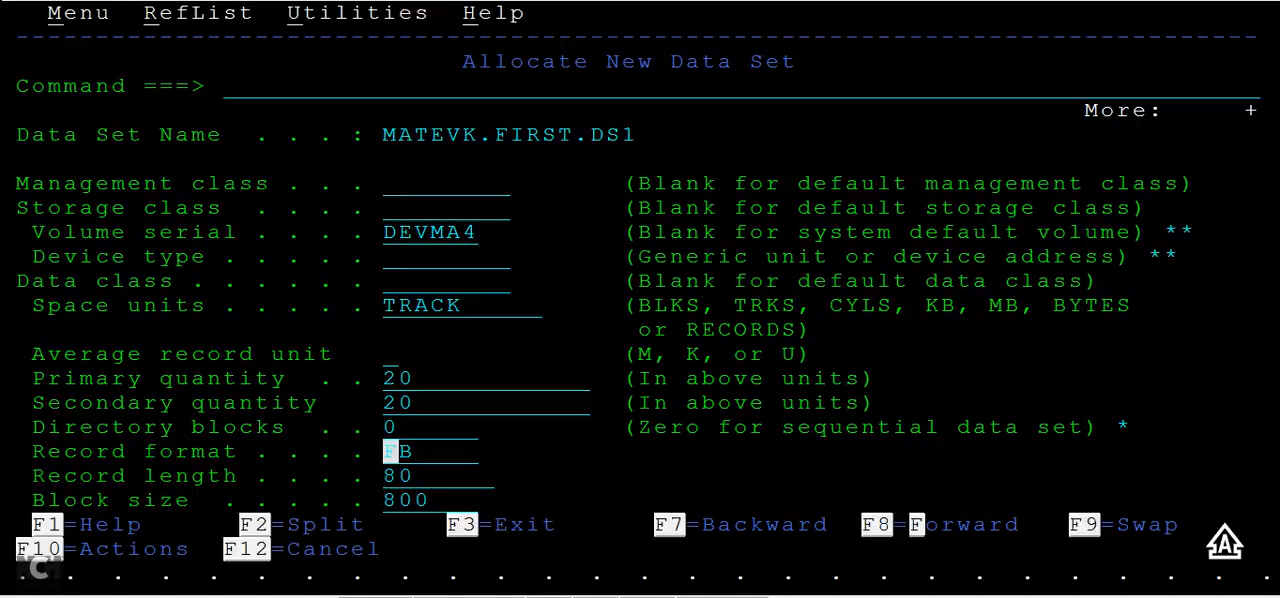 Menu RefList Utilities Help
Allocate New Data Set
Command ===>
More: +
Data Set Name . . . : MATEVK.FIRST.DS1
Management class . . . (Blank for default management class)
Storage class . . . . (Blank for default storage class)
Volume serial . . . . DEVMA4 (Blank for system default volume) **
Device type . . . . . (Generic unit or device address) **
Data class . . . . . . (Blank for default data class)
Space units . . . . . TRACK (BLKS, TRKS, CYLS, KB, MB, BYTES
or RECORDS)
Average record unit (M, K, or U)
Primary quantity . . 20 (In above units)
Secondary quantity 20 (In above units)
Directory blocks . . 0 (Zero for sequential data set) *
Record format . . . . FB
Record length . . . . 80
Block size . . . . . 800
F1=Help F2=Split F3=Exit F7=Backward F8=Forward F9=Swap
F10=Actions F12=Cancel
C
A